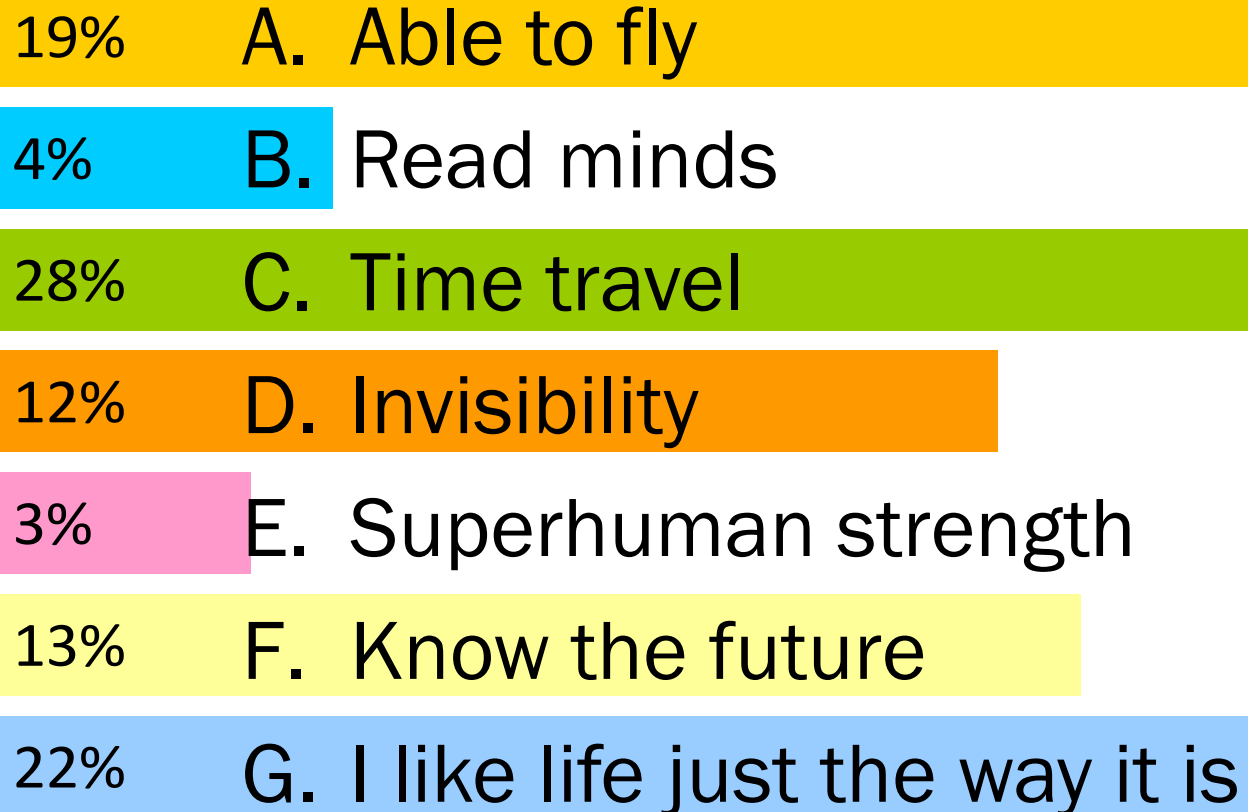 19% A. Able to fly
4% B. Read minds
28% C. Time travel
12% D. Invisibility
3% E. Superhuman strength
13% F. Know the future
22% G. I like life just the way it is